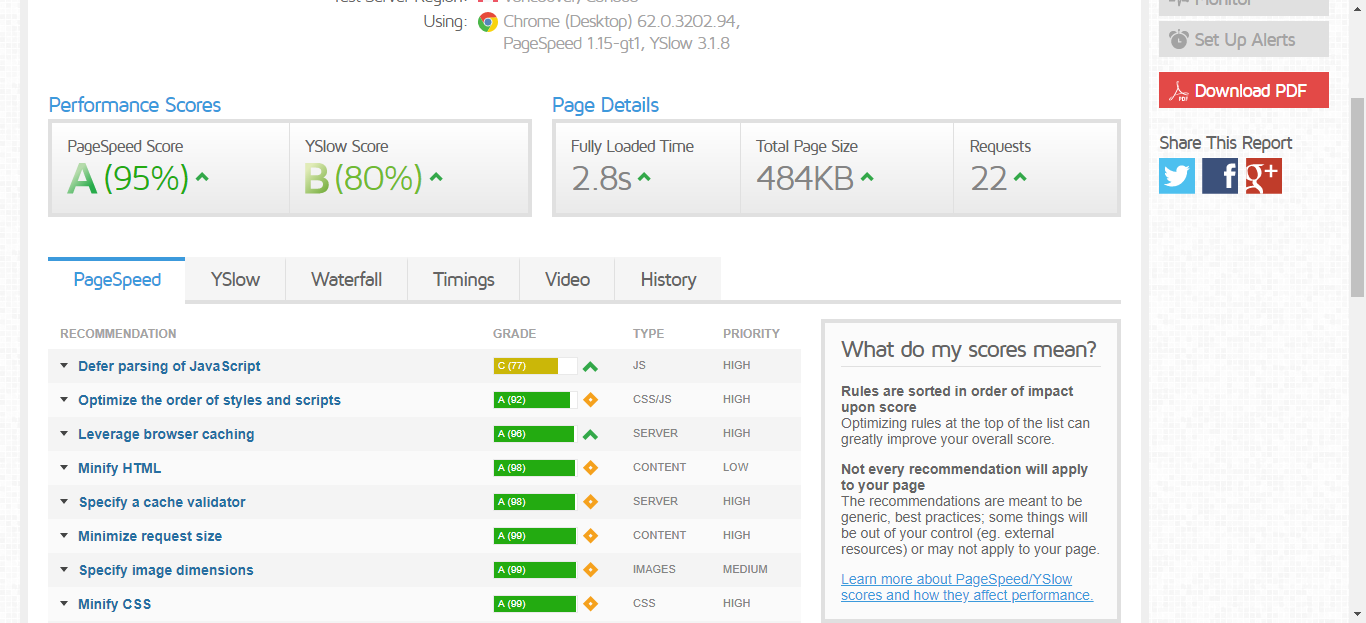 Test Server Region:
Vancouver, Canada
Using:
Chrome (Desktop) 62.0.3202.94,
PageSpeed 1.15-gt1, YSlow 3.1.8
Monitor
Set Up Alerts
PDF
Download PDF
Share This Report
f
g+
Performance Scores
PageSpeed Score
A (95%)
YSlow Score
B (80%)
Page Details
Fully Loaded Time
2.8s
Total Page Size
484KB
Requests
22
PageSpeed
YSlow
Waterfall
Timings
Video
History
RECOMMENDATION GRADE TYPE PRIORITY
Defer parsing of JavaScript C (77) JS HIGH
Optimize the order of styles and scripts A (92) CSS/JS HIGH
Leverage browser caching A (96) SERVER HIGH
Minify HTML A (98) CONTENT LOW
Specify a cache validator A (98) SERVER HIGH
Minimize request size A (99) CONTENT HIGH
Specify image dimensions A (99) IMAGES MEDIUM
Minify CSS A (99) CSS HIGH
What do my scores mean?
Rules are sorted in order of impact
upon score
Optimizing rules at the top of the list can
greatly improve your overall score.
Not every recommendation will apply
to your page
The recommendations are meant to be
generic, best practices; some things will
be out of your control (eg. external
resources) or may not apply to your page.
Learn more about PageSpeed/YSlow
scores and how they affect performance.